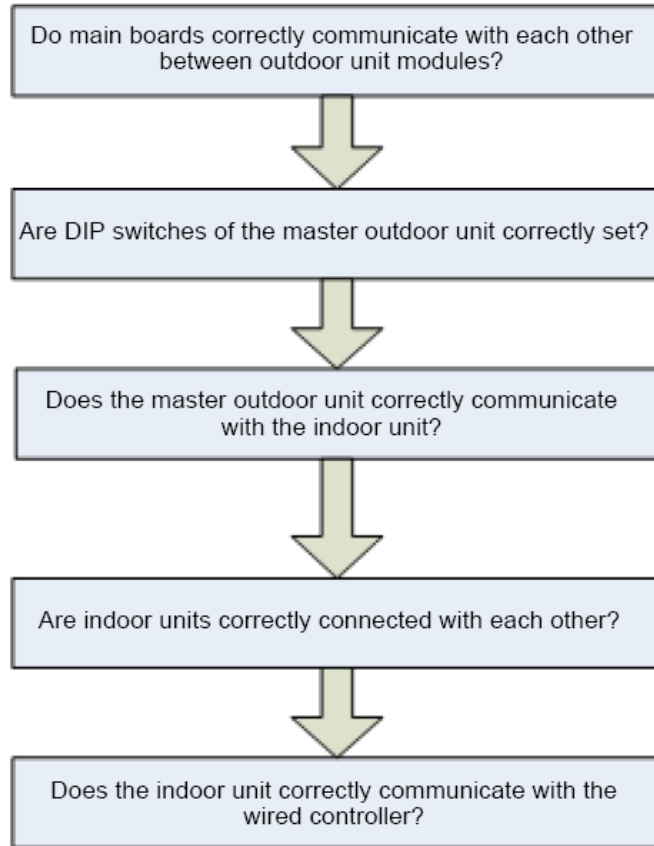 Do main boards correctly communicate with each other
between outdoor unit modules?
Are DIP switches of the master outdoor unit correctly set?
Does the master outdoor unit correctly communicate
with the indoor unit?
Are indoor units correctly connected with each other?
Does the indoor unit correctly communicate with the
wired controller?